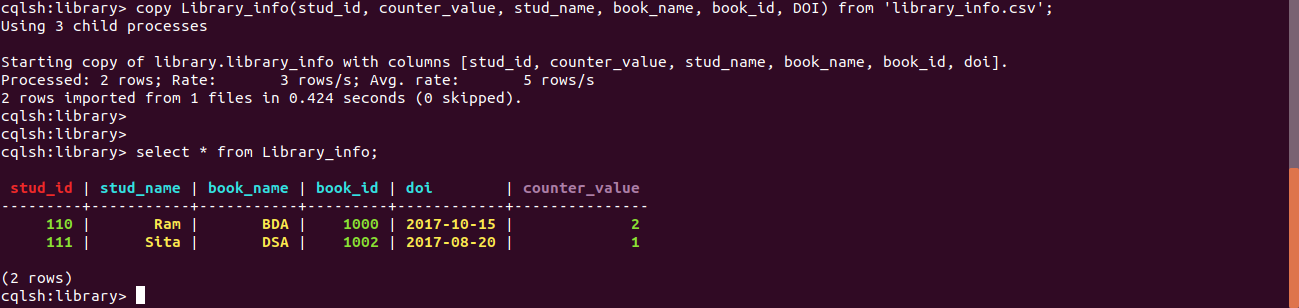 cqlsh:library> copy Library_info(stud_id, counter_value, stud_name, book_name, book_id, DOI) from 'library_info.csv';
Using 3 child processes

Starting copy of library.library_info with columns [stud_id, counter_value, stud_name, book_name, book_id, doi].
Processed: 2 rows; Rate:       3 rows/s; Avg. rate:       5 rows/s
2 rows imported from 1 files in 0.424 seconds (0 skipped).
cqlsh:library>
cqlsh:library>
cqlsh:library> select * from Library_info;

 stud_id | stud_name | book_name | book_id | doi        | counter_value
---------+-----------+-----------+---------+------------+---------------
     110 |       Ram |       BDA |    1000 | 2017-10-15 |             2
     111 |      Sita |       DSA |    1002 | 2017-08-20 |             1

(2 rows)
cqlsh:library>